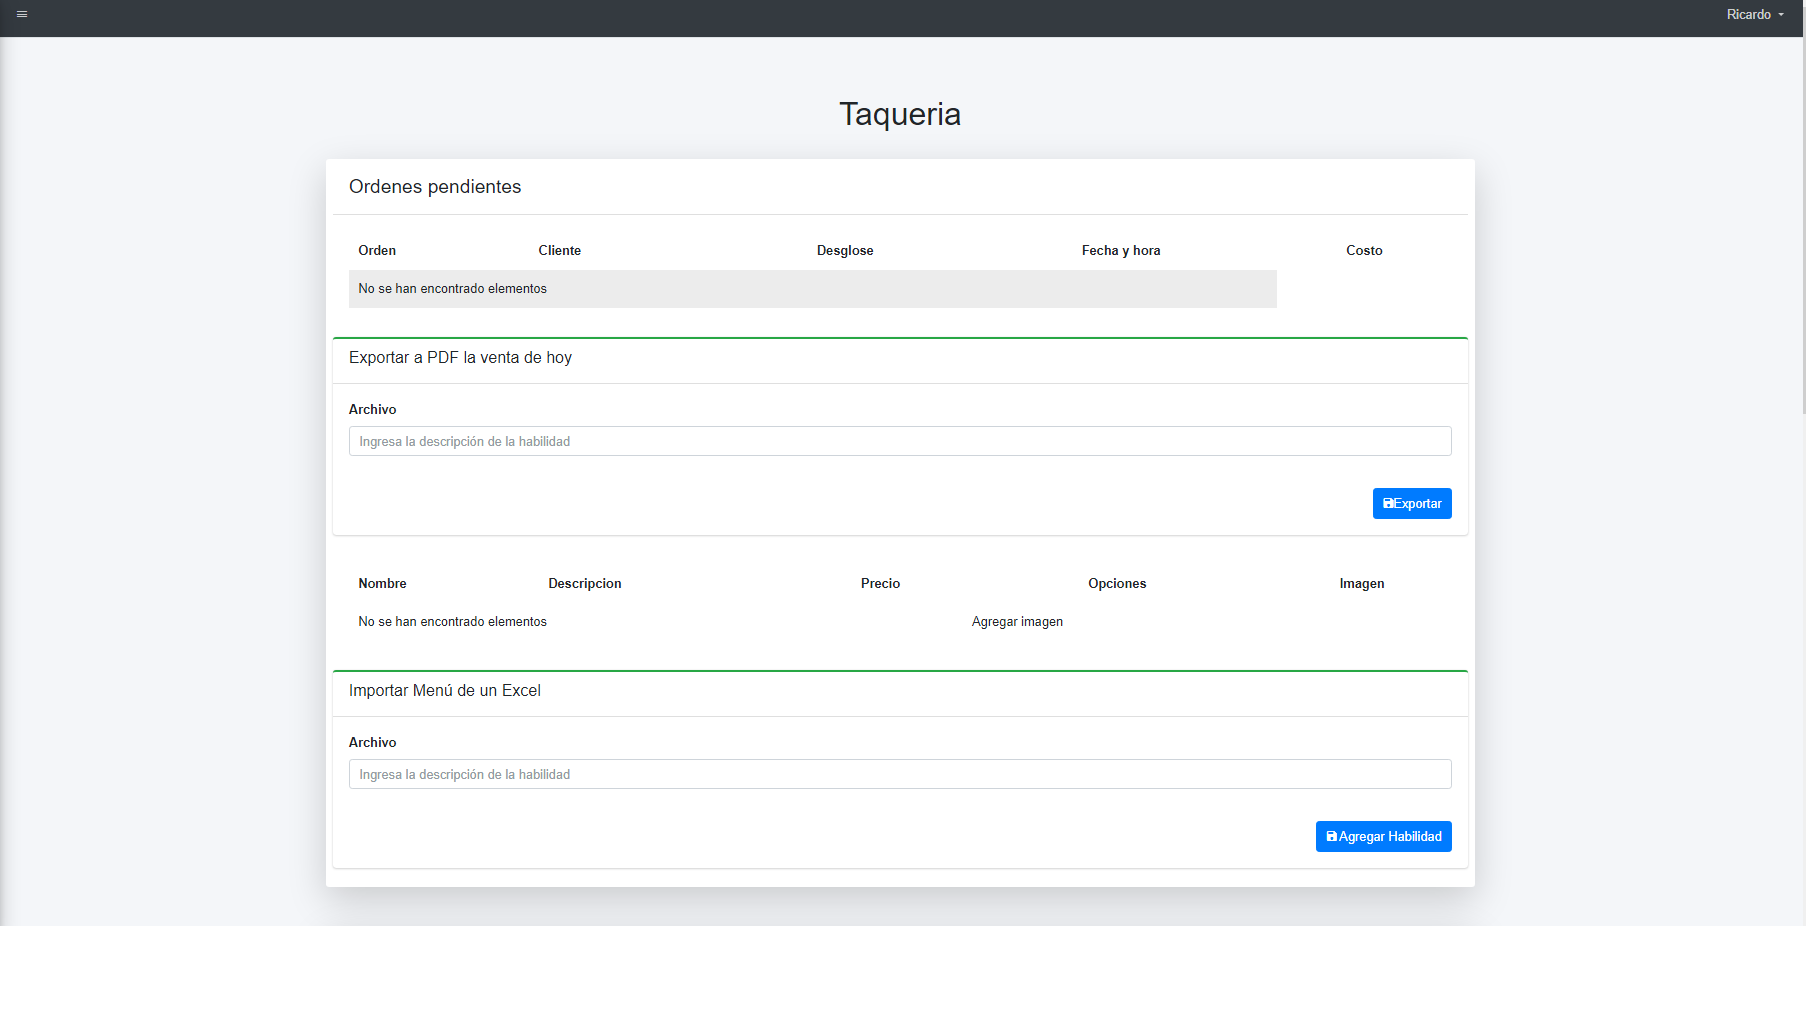 Ricardo
Taqueria
Ordenes pendientes
Orden Cliente Desglose Fecha y hora Costo
No se han encontrado elementos
Exportar a PDF la venta de hoy
Archivo
Ingresa la descripción de la habilidad
Exportar
Nombre Descripcion Precio Opciones Imagen
No se han encontrado elementos Agregar imagen
Importar Menú de un Excel
Archivo
Ingresa la descripción de la habilidad
Agregar Habilidad